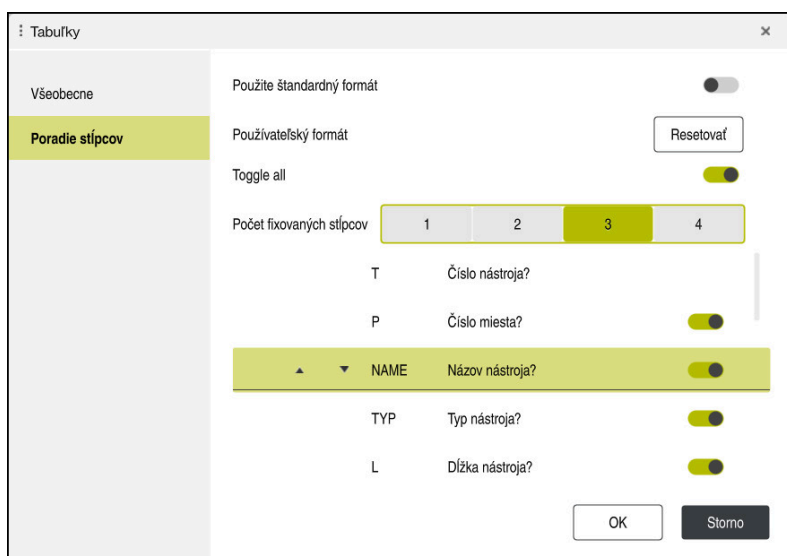 Tabuľky
Všeobecne
Poradie stĺpcov
Použite štandardný formát
Používateľský formát Resetovať
Toggle all
Počet fixovaných stĺpcov 1 2 3 4
T Číslo nástroja?
P Číslo miesta?
NAME Názov nástroja?
TYP Typ nástroja?
L Dĺžka nástroja?
OK Storno